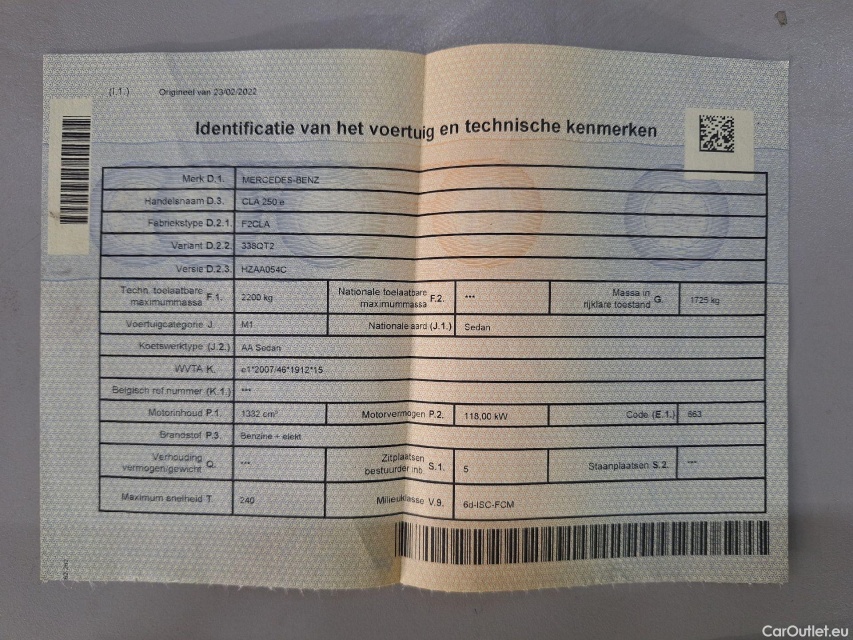 (I.1.) Origineel van 23/02/2022
Identificatie van het voertuig en technische kenmerken
Merk D.1. MERCEDES-BENZ
Handelsnaam D.3. CLA 250 e
Fabriekstype D.2.1. F2CLA
Variant D.2.2. 338QT2
Versie D.2.3. HZAA054C
Techn. toelaatbare maximummassa F.1. 2200 kg Nationale toelaatbare maximummassa F.2. *** Massa in rijklare toestand G. 1725 kg
Voertuigcategorie J. M1 Nationale aard (J.1.) Sedan
Koetswerktype (J.2.) AA Sedan
WVTA K. e1*2007/46*1912*15
Belgisch ref nummer (K.1.) ***
Motorinhoud P.1. 1332 cm³ Motorvermogen P.2. 118,00 kW Code (E.1.) 863
Brandstof P.3. Benzine + elekt
Verhouding vermogen/gewicht Q. *** Zitplaatsen bestuurder inb. S.1. 5 Staanplaatsen S.2. ***
Maximum snelheid T. 240 Milieuklasse V.9. 6d-ISC-FCM
CarOutlet.eu